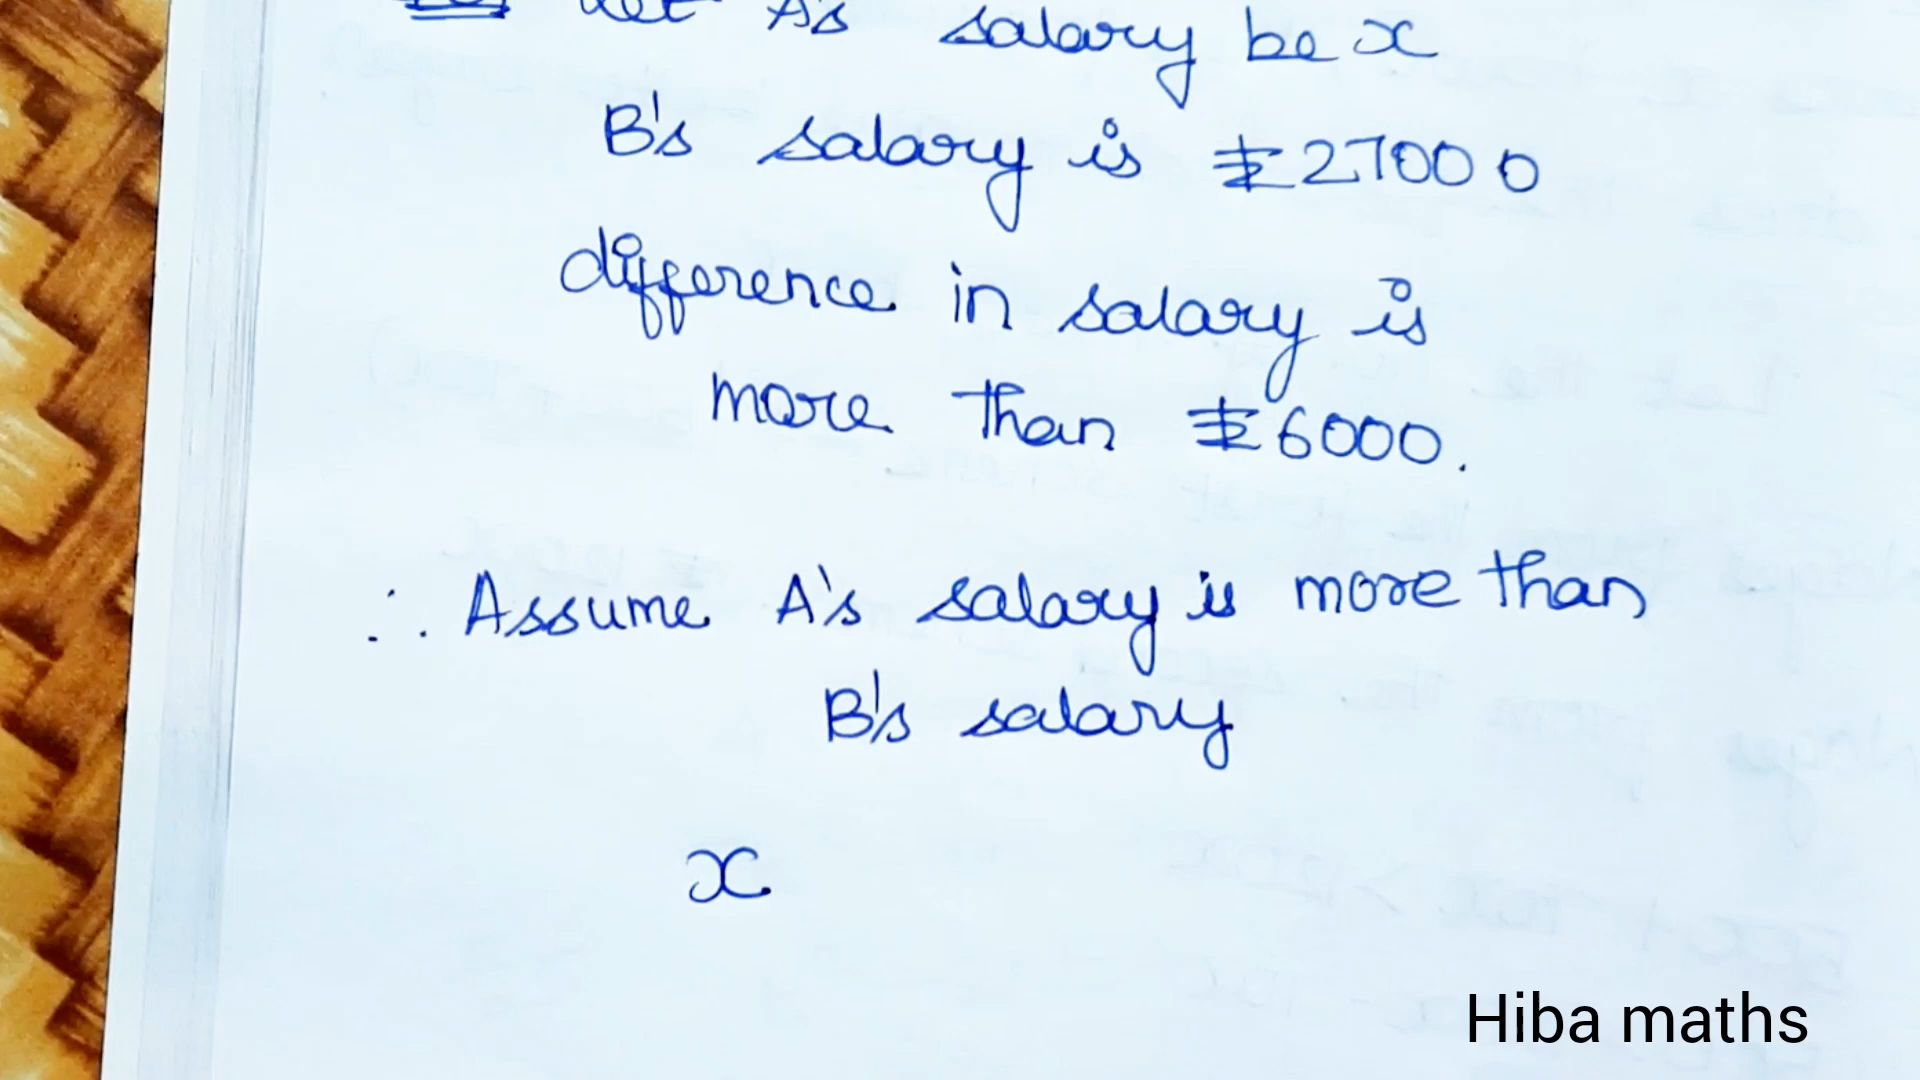 let A's salary be x
B's salary is ₹27000
difference in salary is
more than ₹6000.
∴ Assume A's salary is more than
B's salary
x
Hiba maths